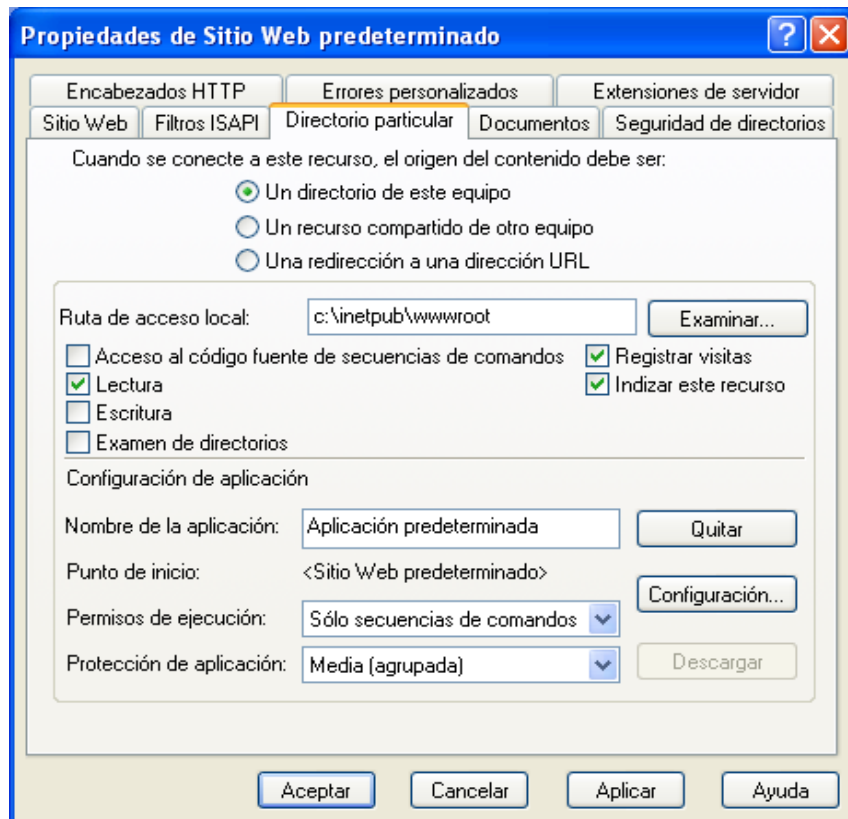 Propiedades de Sitio Web predeterminado
Encabezados HTTP Errores personalizados Extensiones de servidor
Sitio Web Filtros ISAPI Directorio particular Documentos Seguridad de directorios
Cuando se conecte a este recurso, el origen del contenido debe ser:
Un directorio de este equipo
Un recurso compartido de otro equipo
Una redirección a una dirección URL
Ruta de acceso local: c:\inetpub\wwwroot Examinar...
Acceso al código fuente de secuencias de comandos Registrar visitas
Lectura Indizar este recurso
Escritura
Examen de directorios
Configuración de aplicación
Nombre de la aplicación: Aplicación predeterminada Quitar
Punto de inicio: <Sitio Web predeterminado>
Configuración...
Permisos de ejecución: Sólo secuencias de comandos
Protección de aplicación: Media (agrupada) Descargar
Aceptar Cancelar Aplicar Ayuda